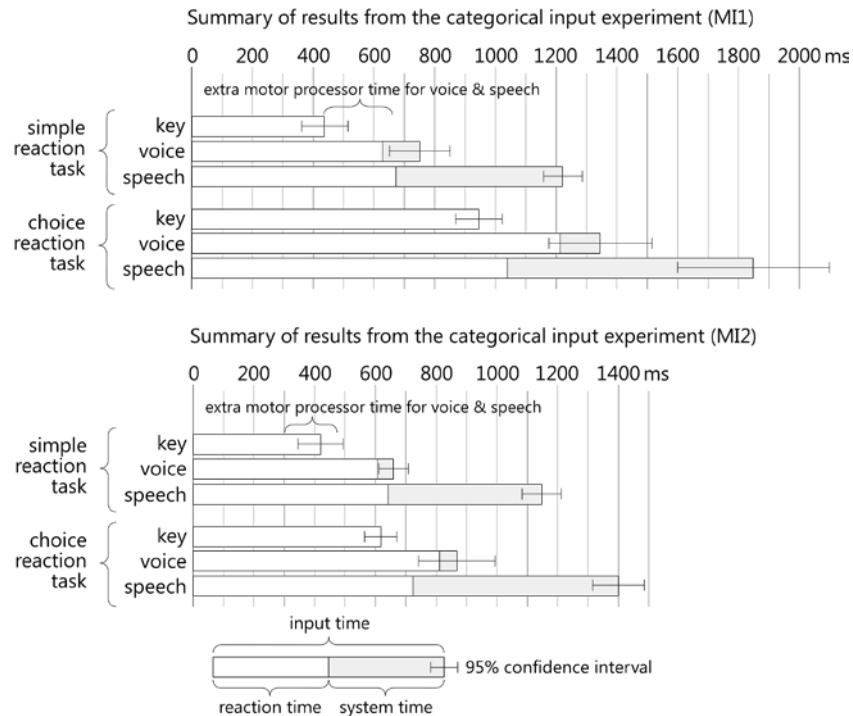 Summary of results from the categorical input experiment (MI1)
0 200 400 600 800 1000 1200 1400 1600 1800 2000 ms
extra motor processor time for voice & speech
simple
reaction
task
key
voice
speech
choice
reaction
task
key
voice
speech
Summary of results from the categorical input experiment (MI2)
0 200 400 600 800 1000 1200 1400 ms
extra motor processor time for voice & speech
simple
reaction
task
key
voice
speech
choice
reaction
task
key
voice
speech
input time
95% confidence interval
reaction time system time